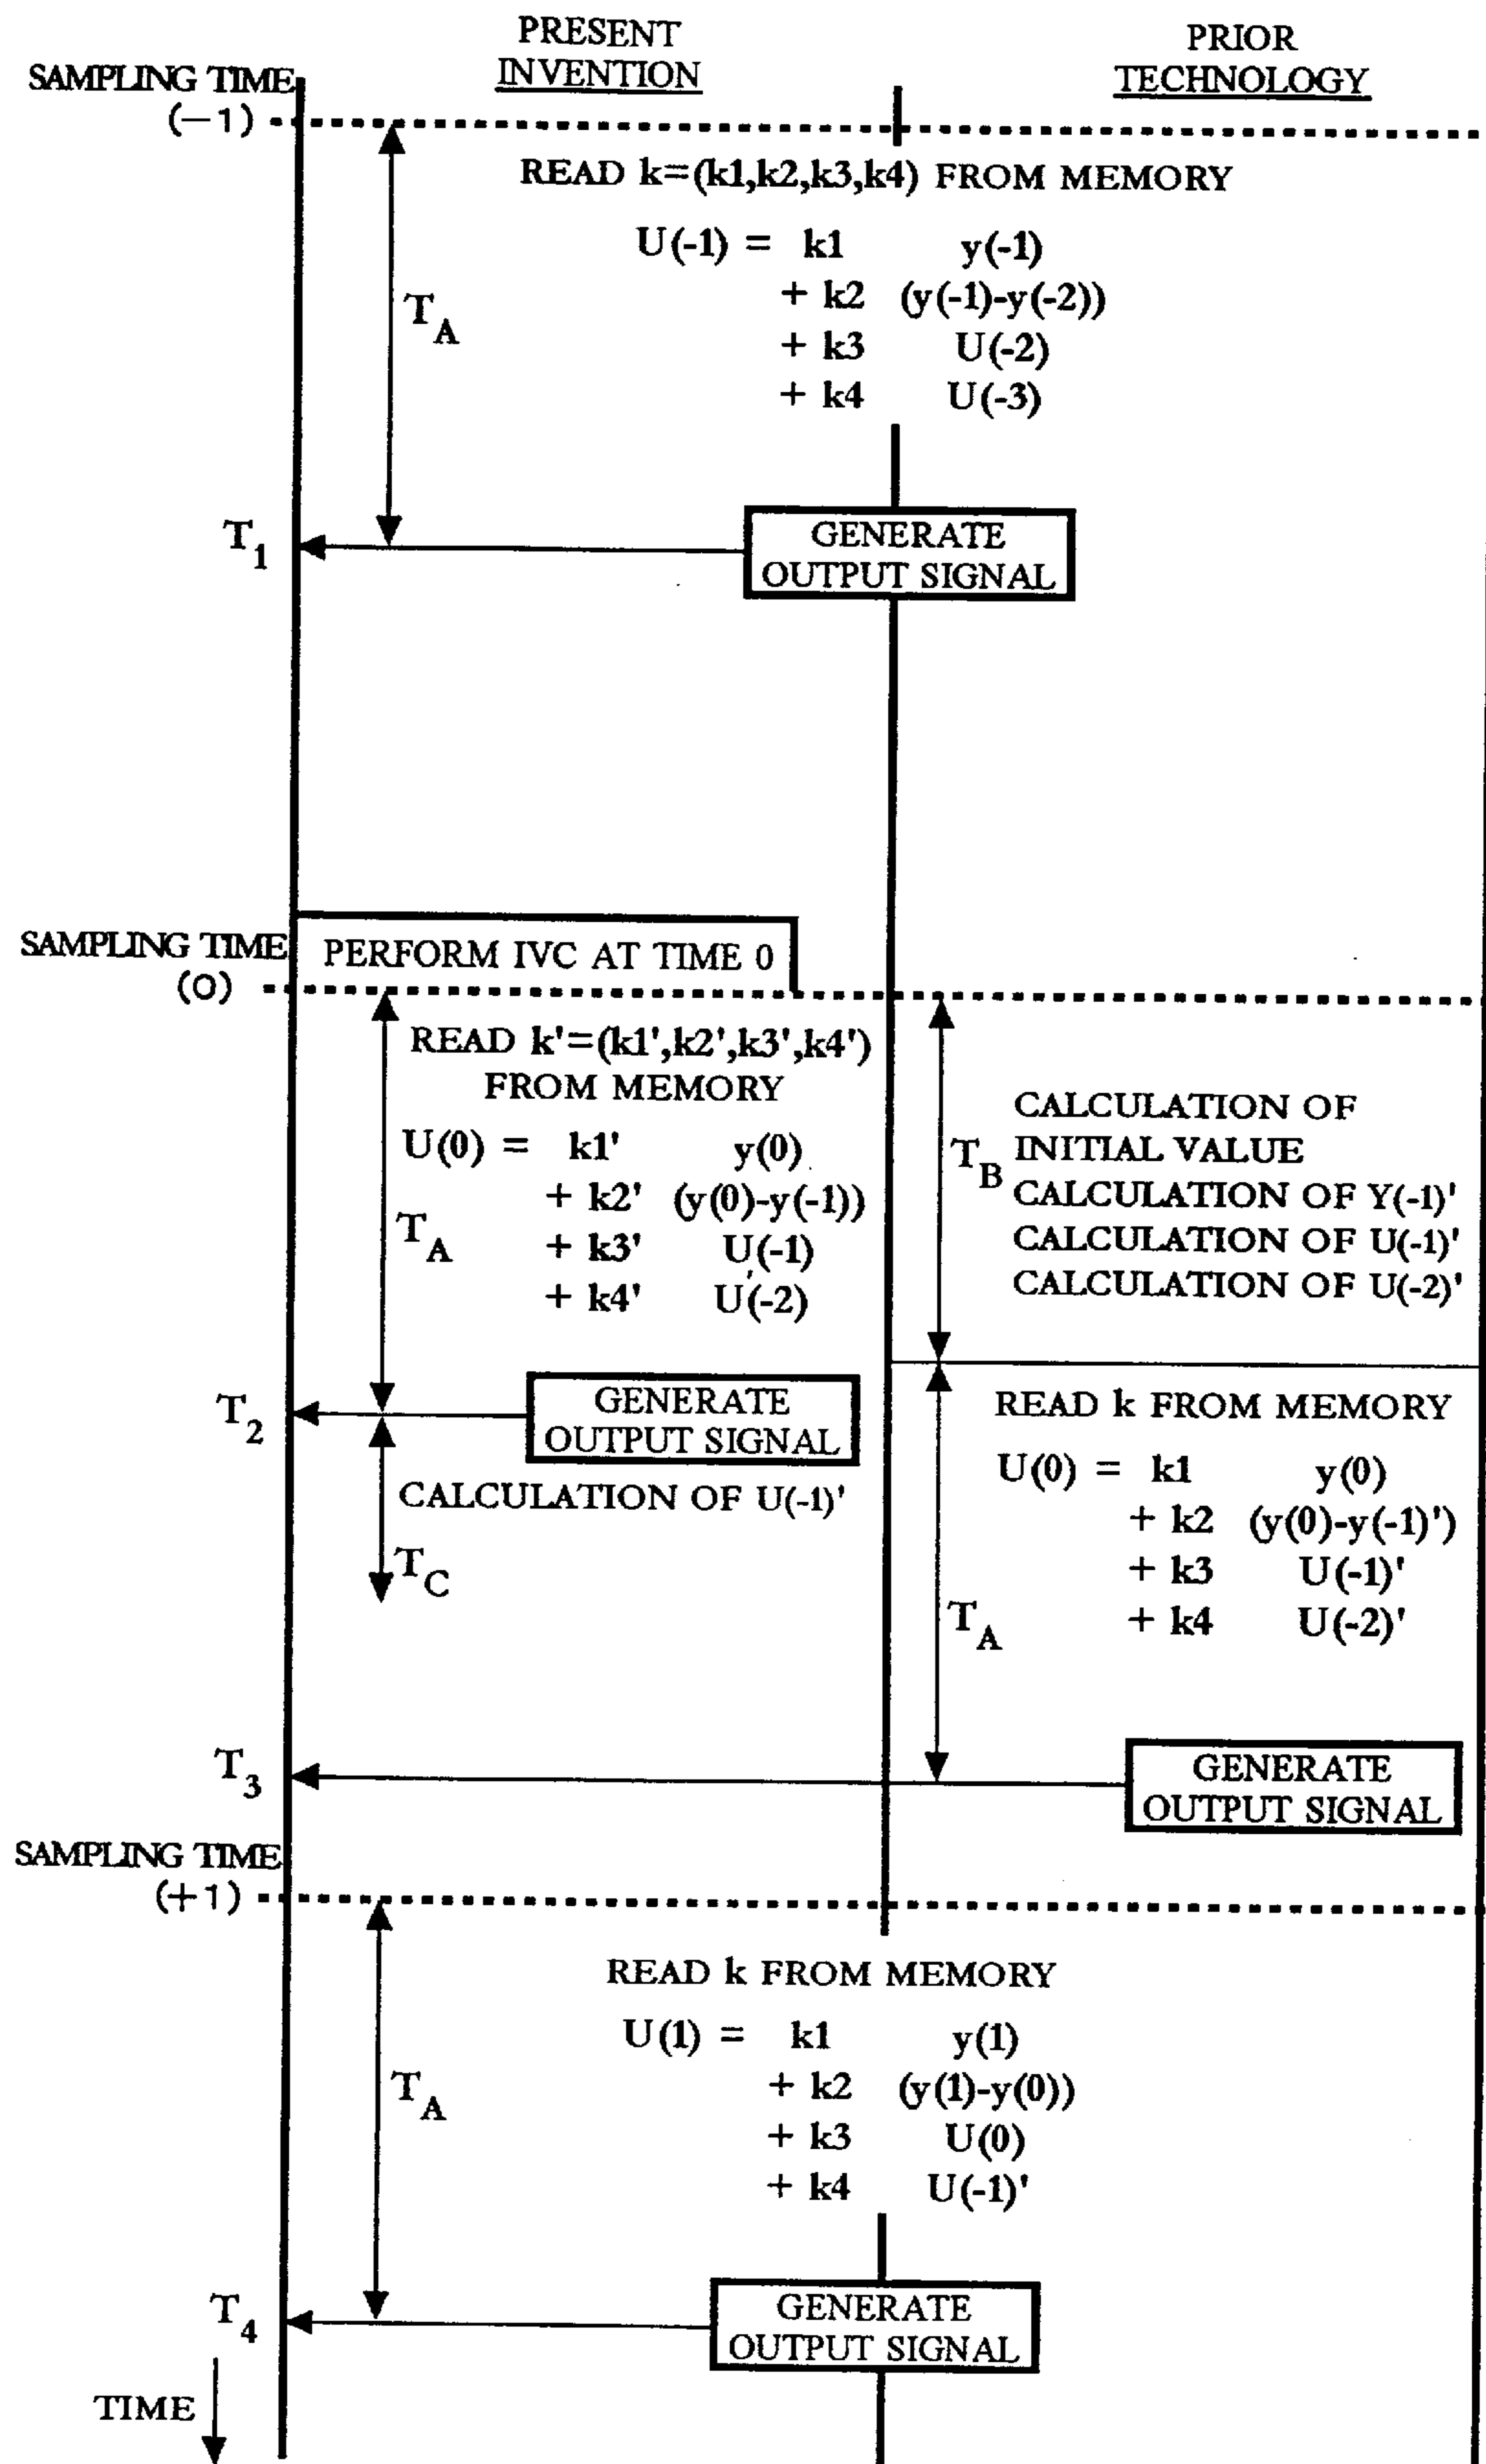 PRESENT
INVENTION
PRIOR
TECHNOLOGY
SAMPLING TIME
(-1)
READ k=(k1,k2,k3,k4) FROM MEMORY
U(-1) = k1 y(-1)
+ k2 (y(-1)-y(-2))
+ k3 U(-2)
+ k4 U(-3)
TA
T1
GENERATE
OUTPUT SIGNAL
SAMPLING TIME
(0)
PERFORM IVC AT TIME 0
READ k'=(k1',k2',k3',k4')
FROM MEMORY
U(0) = k1' y(0)
+ k2' (y(0)-y(-1))
+ k3' U(-1)
+ k4' U(-2)
TA
T2
GENERATE
OUTPUT SIGNAL
CALCULATION OF U(-1)'
TC
TB
CALCULATION OF
INITIAL VALUE
CALCULATION OF Y(-1)'
CALCULATION OF U(-1)'
CALCULATION OF U(-2)'
READ k FROM MEMORY
U(0) = k1 y(0)
+ k2 (y(0)-y(-1)')
+ k3 U(-1)'
+ k4 U(-2)'
TA
T3
GENERATE
OUTPUT SIGNAL
SAMPLING TIME
(+1)
READ k FROM MEMORY
U(1) = k1 y(1)
+ k2 (y(1)-y(0))
+ k3 U(0)
+ k4 U(-1)'
TA
T4
GENERATE
OUTPUT SIGNAL
TIME